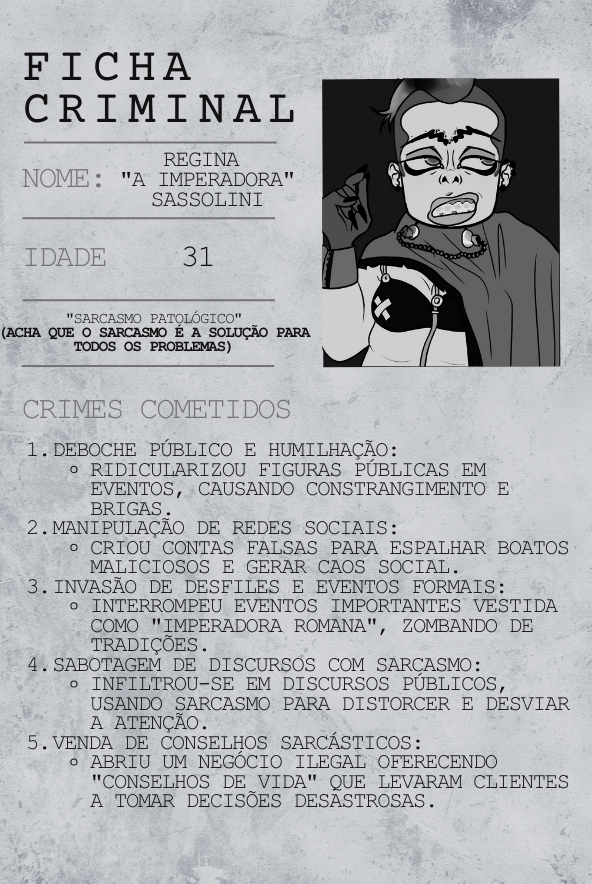 FICHA
CRIMINAL
NOME:
REGINA
"A IMPERADORA"
SASSOLINI
IDADE 31
"SARCASMO PATOLÓGICO"
(ACHA QUE O SARCASMO É A SOLUÇÃO PARA
TODOS OS PROBLEMAS)
CRIMES COMETIDOS
1.DEBOCHE PÚBLICO E HUMILHAÇÃO:
◦ RIDICULARIZOU FIGURAS PÚBLICAS EM
EVENTOS, CAUSANDO CONSTRANGIMENTO E
BRIGAS.
2.MANIPULAÇÃO DE REDES SOCIAIS:
◦ CRIOU CONTAS FALSAS PARA ESPALHAR BOATOS
MALICIOSOS E GERAR CAOS SOCIAL.
3.INVASÃO DE DESFILES E EVENTOS FORMAIS:
◦ INTERROMPEU EVENTOS IMPORTANTES VESTIDA
COMO "IMPERADORA ROMANA", ZOMBANDO DE
TRADIÇÕES.
4.SABOTAGEM DE DISCURSOS COM SARCASMO:
◦ INFILTROU-SE EM DISCURSOS PÚBLICOS,
USANDO SARCASMO PARA DISTORCER E DESVIAR
A ATENÇÃO.
5.VENDA DE CONSELHOS SARCÁSTICOS:
◦ ABRIU UM NEGÓCIO ILEGAL OFERECENDO
"CONSELHOS DE VIDA" QUE LEVARAM CLIENTES
A TOMAR DECISÕES DESASTROSAS.